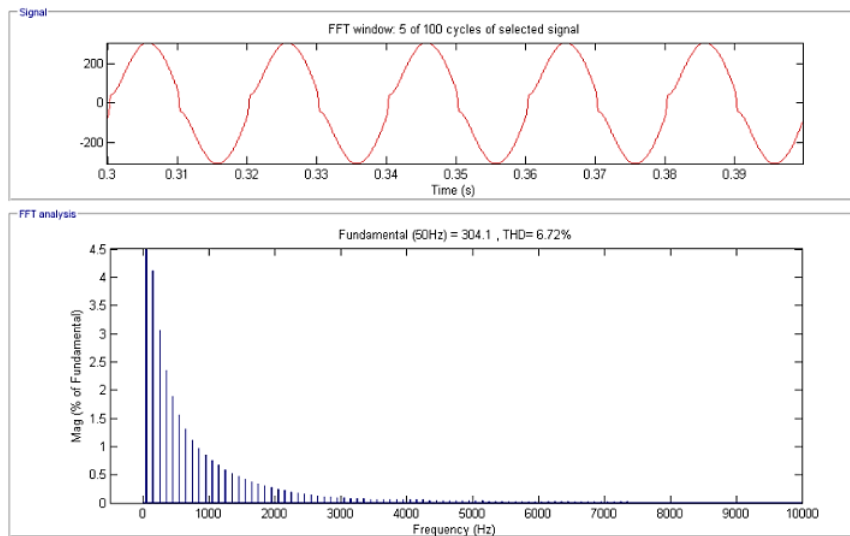 Signal
FFT window: 5 of 100 cycles of selected signal
200
0
-200
0.3 0.31 0.32 0.33 0.34 0.35 0.36 0.37 0.38 0.39
Time (s)
FFT analysis
Fundamental (50Hz) = 304.1 , THD= 6.72%
4.5
4
3.5
3
2.5
2
1.5
1
0.5
0
Mag (% of Fundamental)
0 1000 2000 3000 4000 5000 6000 7000 8000 9000 10000
Frequency (Hz)